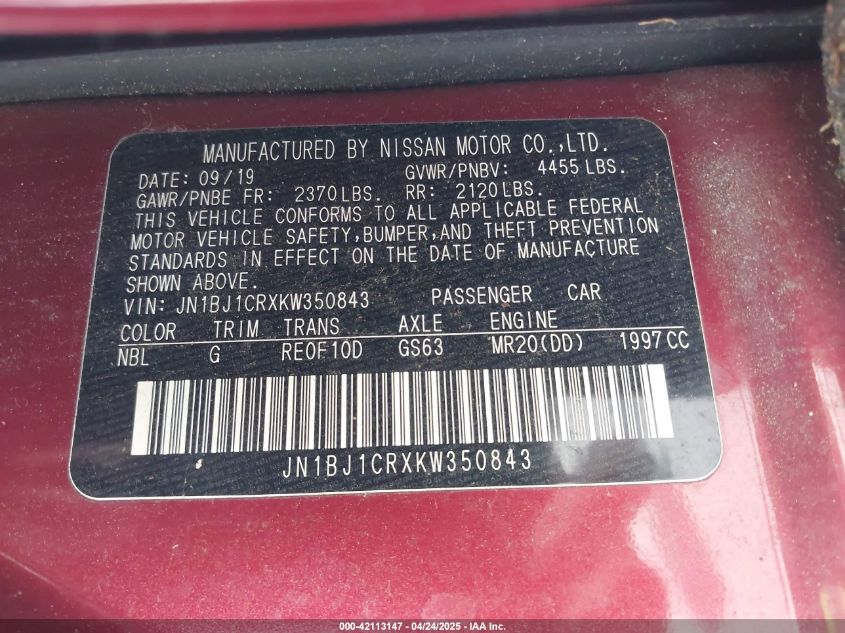 MANUFACTURED BY NISSAN MOTOR CO.,LTD.
DATE: 09/19 GVWR/PNBV: 4455 LBS.
GAWR/PNBE FR: 2370LBS. RR: 2120LBS.
THIS VEHICLE CONFORMS TO ALL APPLICABLE FEDERAL
MOTOR VEHICLE SAFETY,BUMPER,AND THEFT PREVENTION
STANDARDS IN EFFECT ON THE DATE OF MANUFACTURE
SHOWN ABOVE.
VIN: JN1BJ1CRXKW350843 PASSENGER CAR
COLOR TRIM TRANS AXLE ENGINE
NBL G RE0F10D GS63 MR20(DD) 1997CC
JN1BJ1CRXKW350843
000-42113147 - 04/24/2025 - IAA Inc.